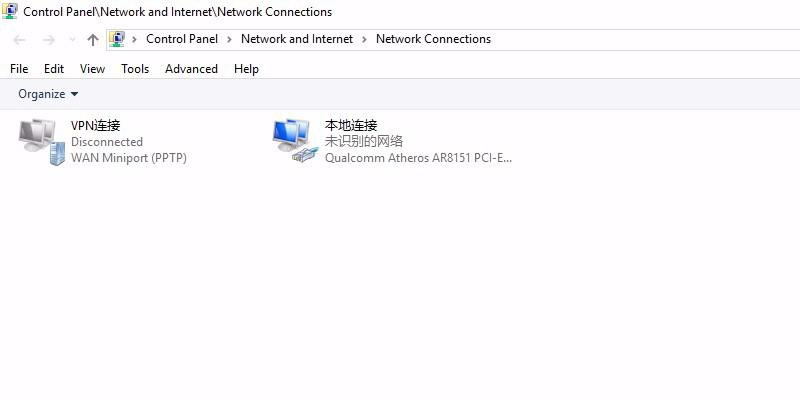 Control Panel\Network and Internet\Network Connections
Control Panel > Network and Internet > Network Connections
File Edit View Tools Advanced Help
Organize
VPN连接
Disconnected
WAN Miniport (PPTP)
本地连接
未识别的网络
Qualcomm Atheros AR8151 PCI-E...